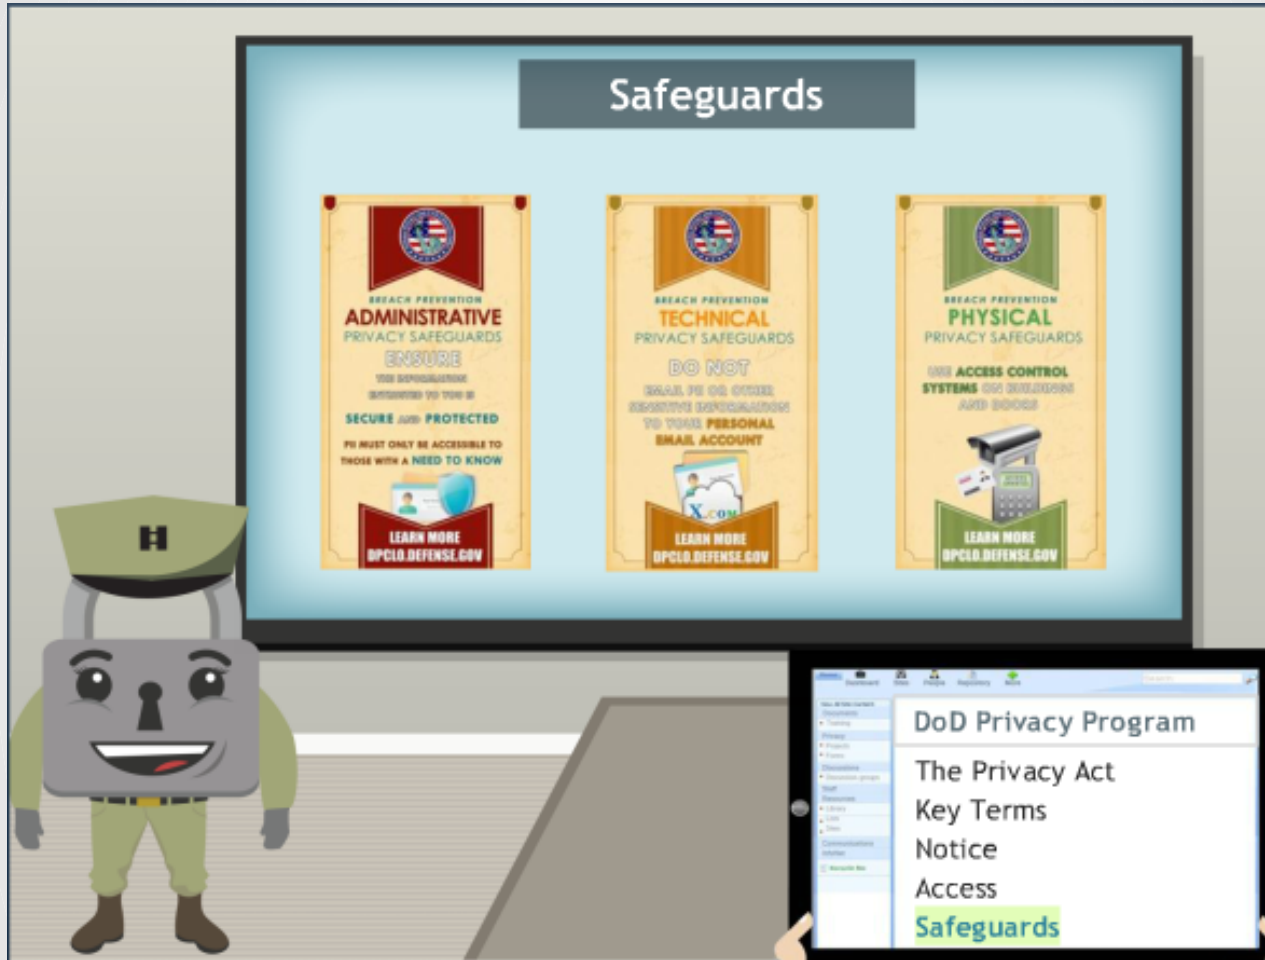 Safeguards
BREACH PREVENTION
ADMINISTRATIVE
PRIVACY SAFEGUARDS
ENSURE
THE INFORMATION
ENTRUSTED TO YOU IS
SECURE AND PROTECTED
PII MUST ONLY BE ACCESSIBLE TO
THOSE WITH A NEED TO KNOW
LEARN MORE
DPCLO.DEFENSE.GOV
BREACH PREVENTION
TECHNICAL
PRIVACY SAFEGUARDS
DO NOT
EMAIL PII OR OTHER
SENSITIVE INFORMATION
TO YOUR PERSONAL
EMAIL ACCOUNT
X.COM
LEARN MORE
DPCLO.DEFENSE.GOV
BREACH PREVENTION
PHYSICAL
PRIVACY SAFEGUARDS
USE ACCESS CONTROL
SYSTEMS ON BUILDINGS
AND DOORS
LEARN MORE
DPCLO.DEFENSE.GOV
DoD Privacy Program
The Privacy Act
Key Terms
Notice
Access
Safeguards